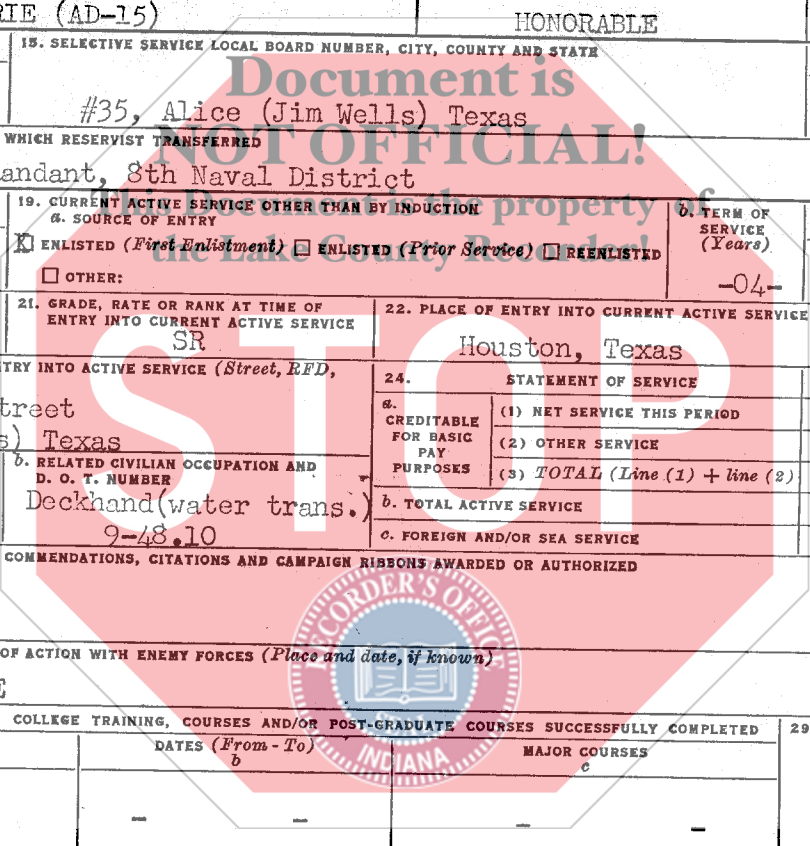 RIE (AD-15)
HONORABLE
15. SELECTIVE SERVICE LOCAL BOARD NUMBER, CITY, COUNTY AND STATE
Document is
#35, Alice (Jim Wells) Texas
NOT OFFICIAL!
WHICH RESERVIST TRANSFERRED
andant, 8th Naval District
This Document is the property of
the Lake County Recorder!
19. CURRENT ACTIVE SERVICE OTHER THAN BY INDUCTION
a. SOURCE OF ENTRY
X ENLISTED (First Enlistment) ☐ ENLISTED (Prior Service) ☐ REENLISTED
☐ OTHER:
b. TERM OF
SERVICE
(Years)
-04-
21. GRADE, RATE OR RANK AT TIME OF
ENTRY INTO CURRENT ACTIVE SERVICE
SR
22. PLACE OF ENTRY INTO CURRENT ACTIVE SERVICE
Houston, Texas
STOP
TRY INTO ACTIVE SERVICE (Street, RFD,
treet
s) Texas
24. STATEMENT OF SERVICE
a.
CREDITABLE
FOR BASIC
PAY
PURPOSES
(1) NET SERVICE THIS PERIOD
(2) OTHER SERVICE
(3) TOTAL (Line (1) + line (2)
b. RELATED CIVILIAN OCCUPATION AND
D. O. T. NUMBER
Deckhand(water trans.)
9-48.10
b. TOTAL ACTIVE SERVICE
c. FOREIGN AND/OR SEA SERVICE
COMMENDATIONS, CITATIONS AND CAMPAIGN RIBBONS AWARDED OR AUTHORIZED
RECORDER'S OFFICE
INDIANA
OF ACTION WITH ENEMY FORCES (Place and date, if known)
E
COLLEGE TRAINING, COURSES AND/OR POST-GRADUATE COURSES SUCCESSFULLY COMPLETED
29
DATES (From - To)
b
MAJOR COURSES
c
- - - -